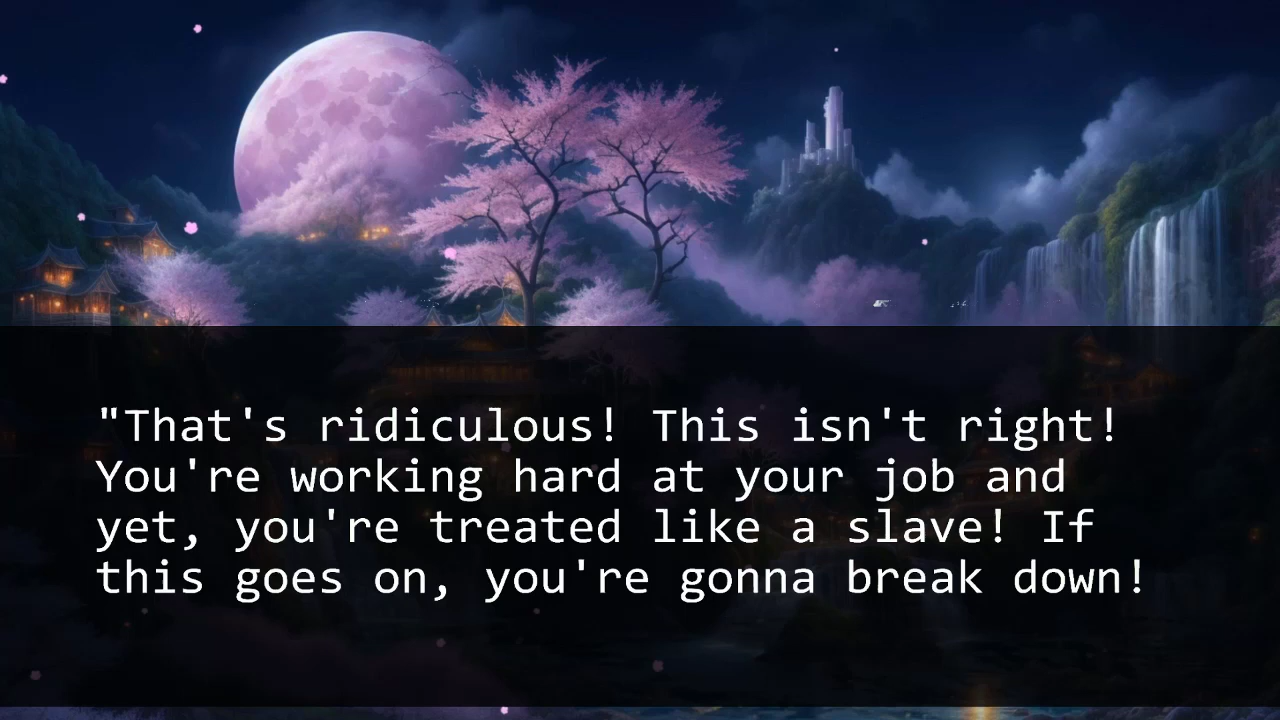 "That's ridiculous! This isn't right!
You're working hard at your job and
yet, you're treated like a slave! If
this goes on, you're gonna break down!